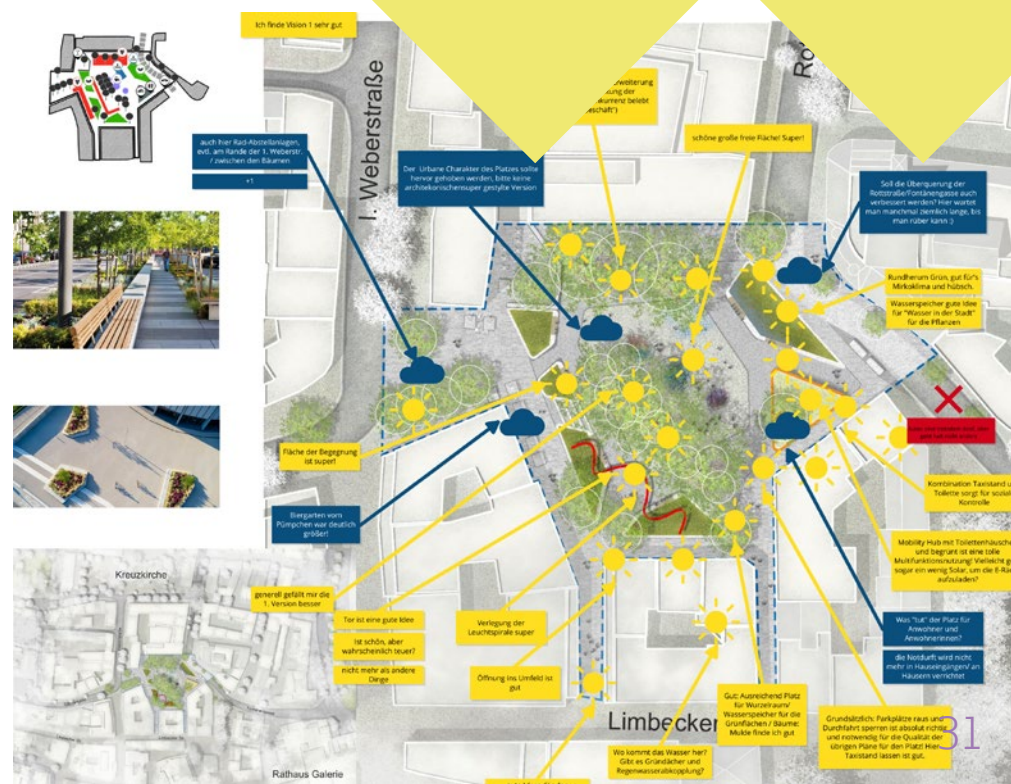 Ich finde Vision 1 sehr gut
I. Weberstraße
auch hier Rad-Abstellanlagen,
evtl. am Rande der 1. Weberstr.
/ zwischen den Bäumen
+1
Der Urbane Charakter des Platzes sollte
hervor gehoben werden, bitte keine
architekonischensuper gestylte Version
schöne große freie Fläche! Super!
Soll die Überquerung der
Rottstraße/Fontänengasse auch
verbessert werden? Hier wartet
man manchmal ziemlich lange, bis
man rüber kann :)
Rundherum Grün, gut für's
Mirkoklima und hübsch.
Wasserspeicher gute Idee
für "Wasser in der Stadt"
für die Pflanzen
Fläche der Begegnung
ist super!
Biergarten vom
Pümpchen war deutlich
größer!
Kombination Taxistand
Toilette sorgt für
Kontrolle
Mobility Hub mit
und begrünt ist eine tolle
Multifunktionsnutzung! Vielleicht
sogar ein wenig Solar, um die
aufzuladen?
Kreuzkirche
generell gefällt mir die
1. Version besser
Tor ist eine gute Idee
Ist schön, aber
wahrscheinlich teuer?
nicht mehr als andere
Dinge
Verlegung der
Leuchtspirale super
Öffnung ins Umfeld ist
gut
Was "tut" der Platz für
Anwohner und
Anwohnerinnen?
die Notdurft wird nicht
mehr in Hauseingängen/ an
Häusern verrichtet
Gut: Ausreichend Platz
für Wurzelraum/
Wasserspeicher für die
Grünflächen / Bäume:
Mulde finde ich gut
Grundsätzlich: Parkplätze raus und
Durchfahrt sperren ist absolut richtig
und notwendig für die Qualität der
übrigen Pläne für den Platz! Hier
Taxistand lassen ist gut.
Limbecker
Wo kommt das Wasser her?
Gibt es Gründächer und
Regenwasserabkopplung?
Rathaus Galerie
31